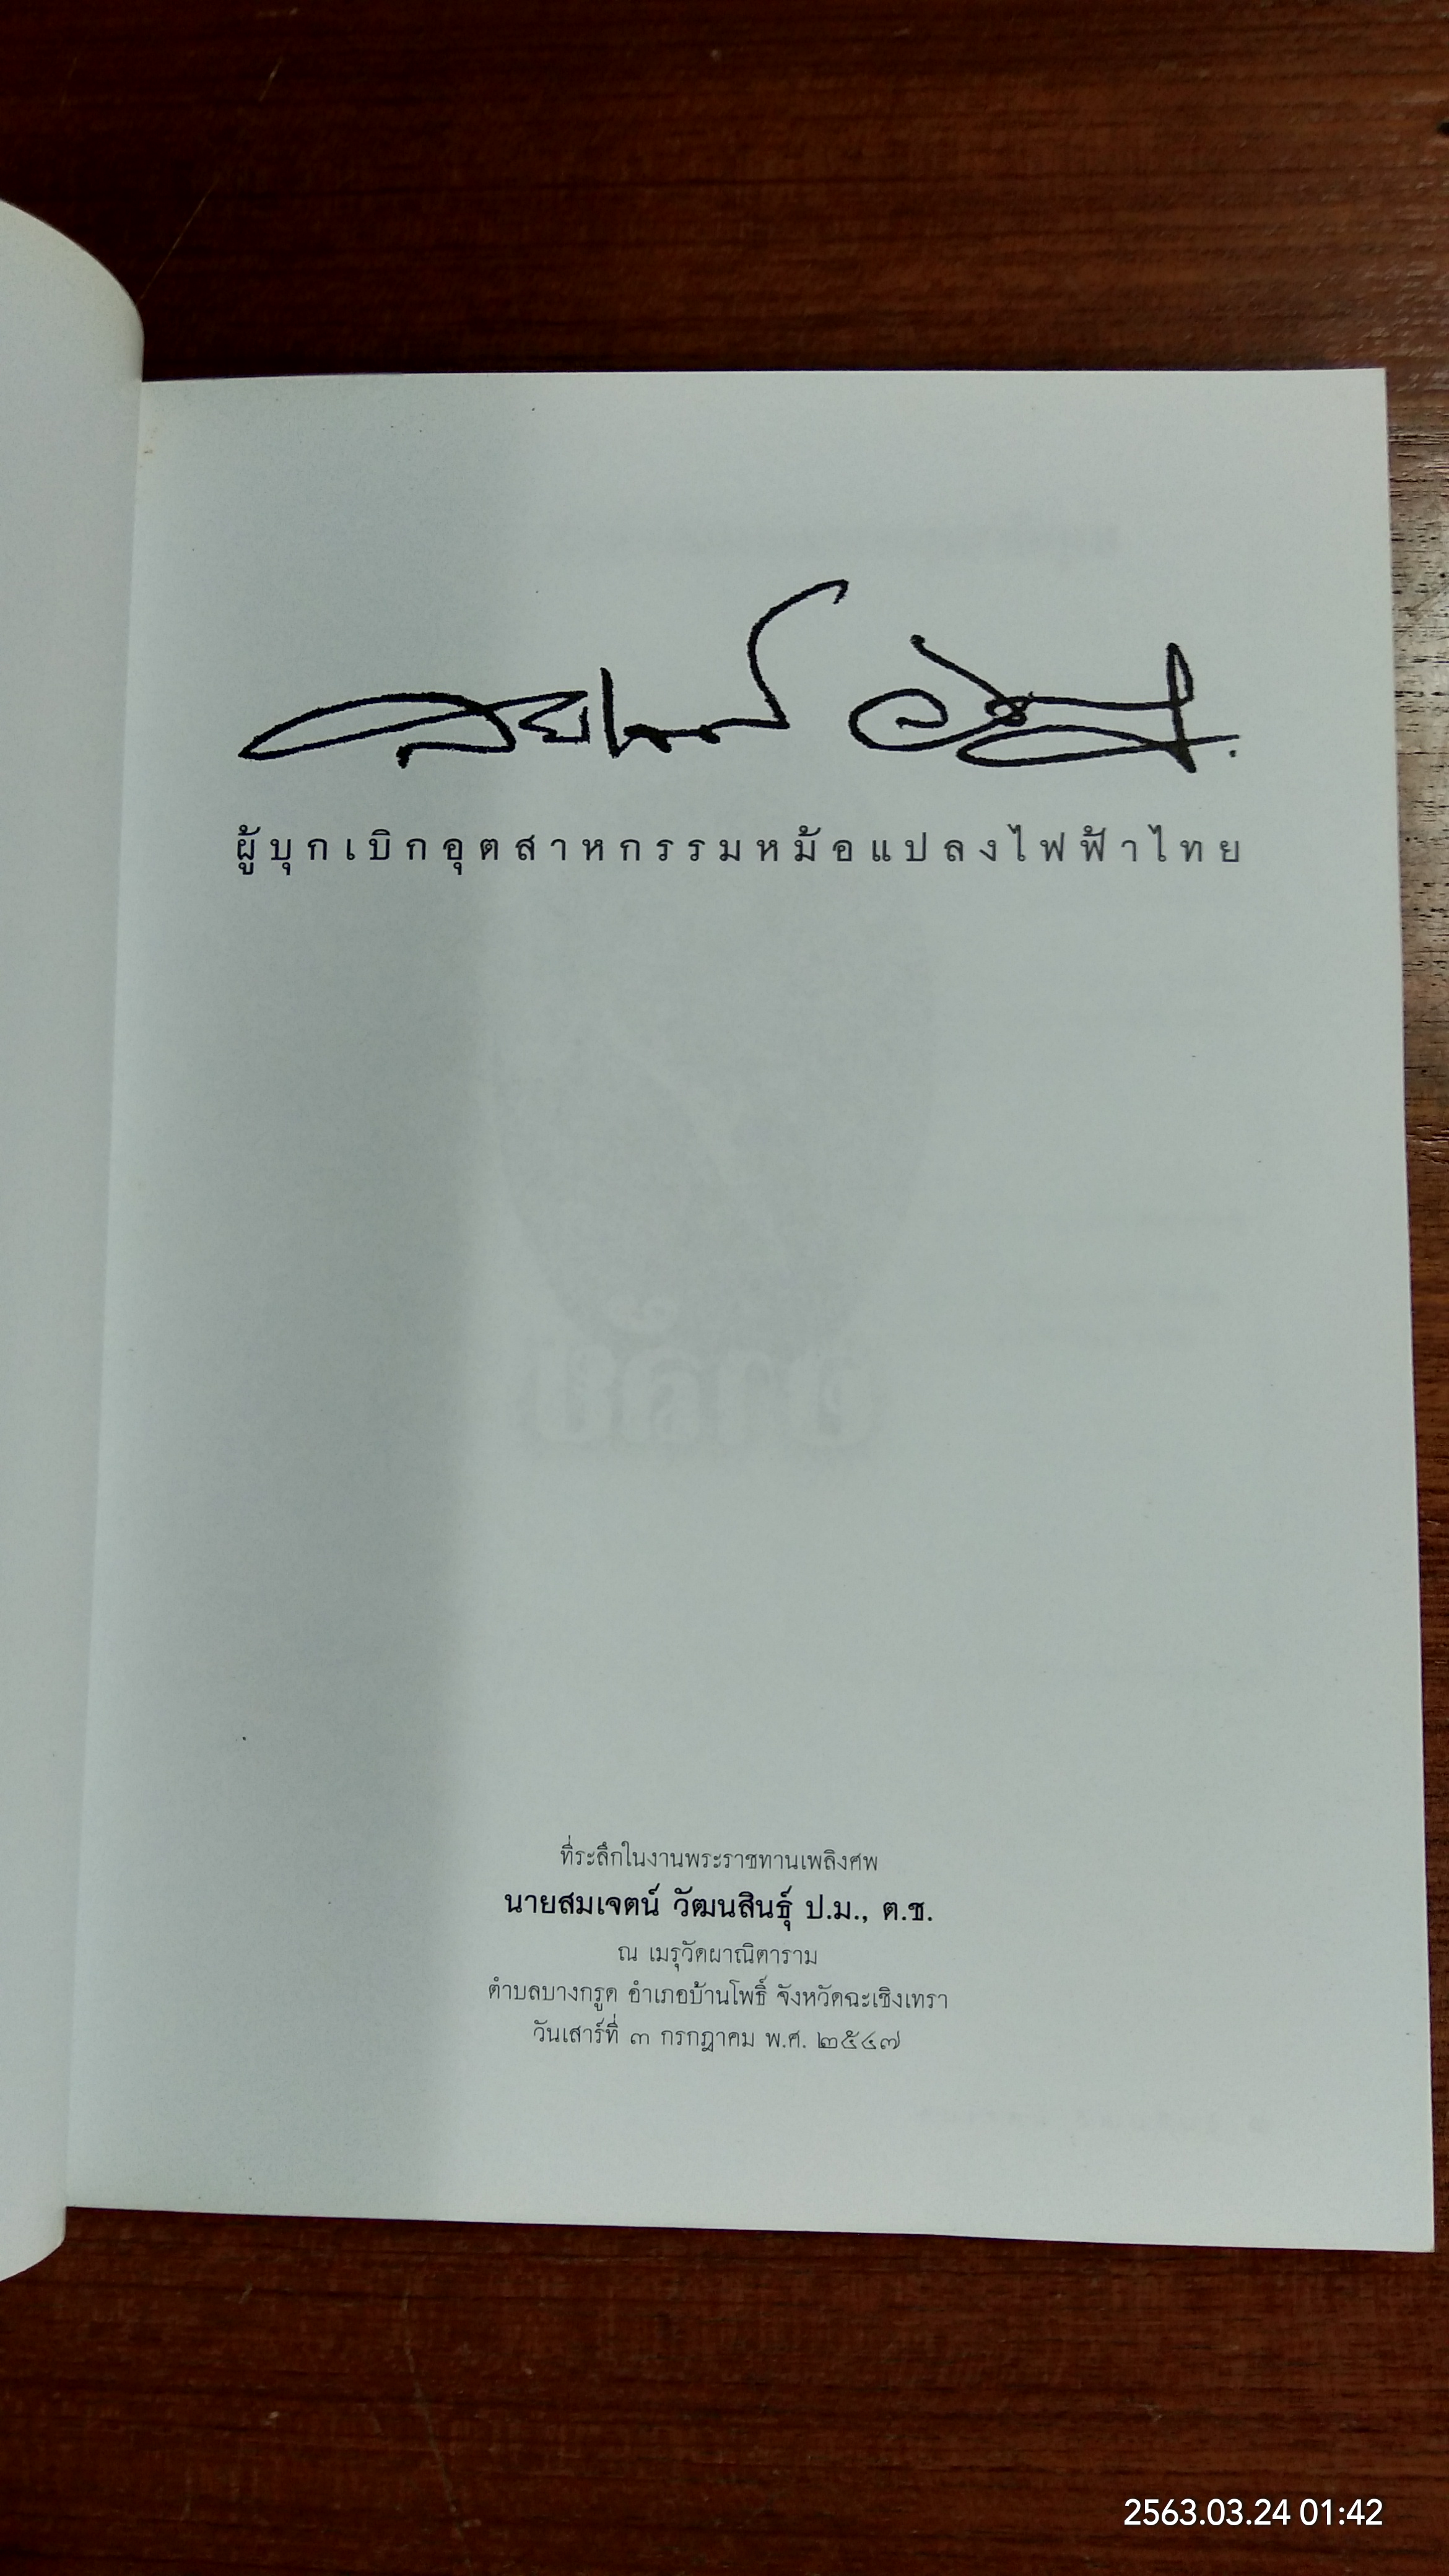 ผู้บุกเบิกอุตสาหกรรมหม้อแปลงไฟฟ้าไทย
ที่ระลึกในงานพระราชทานเพลิงศพ
นายสมเจตน์ วัฒนสินธุ์ ป.ม., ต.ช.
ณ เมรุวัดผาณิตาราม
ตำบลบางกรูด อำเภอบ้านโพธิ์ จังหวัดฉะเชิงเทรา
วันเสาร์ที่ ๓ กรกฎาคม พ.ศ. ๒๕๔๗
2563.03.24 01:42